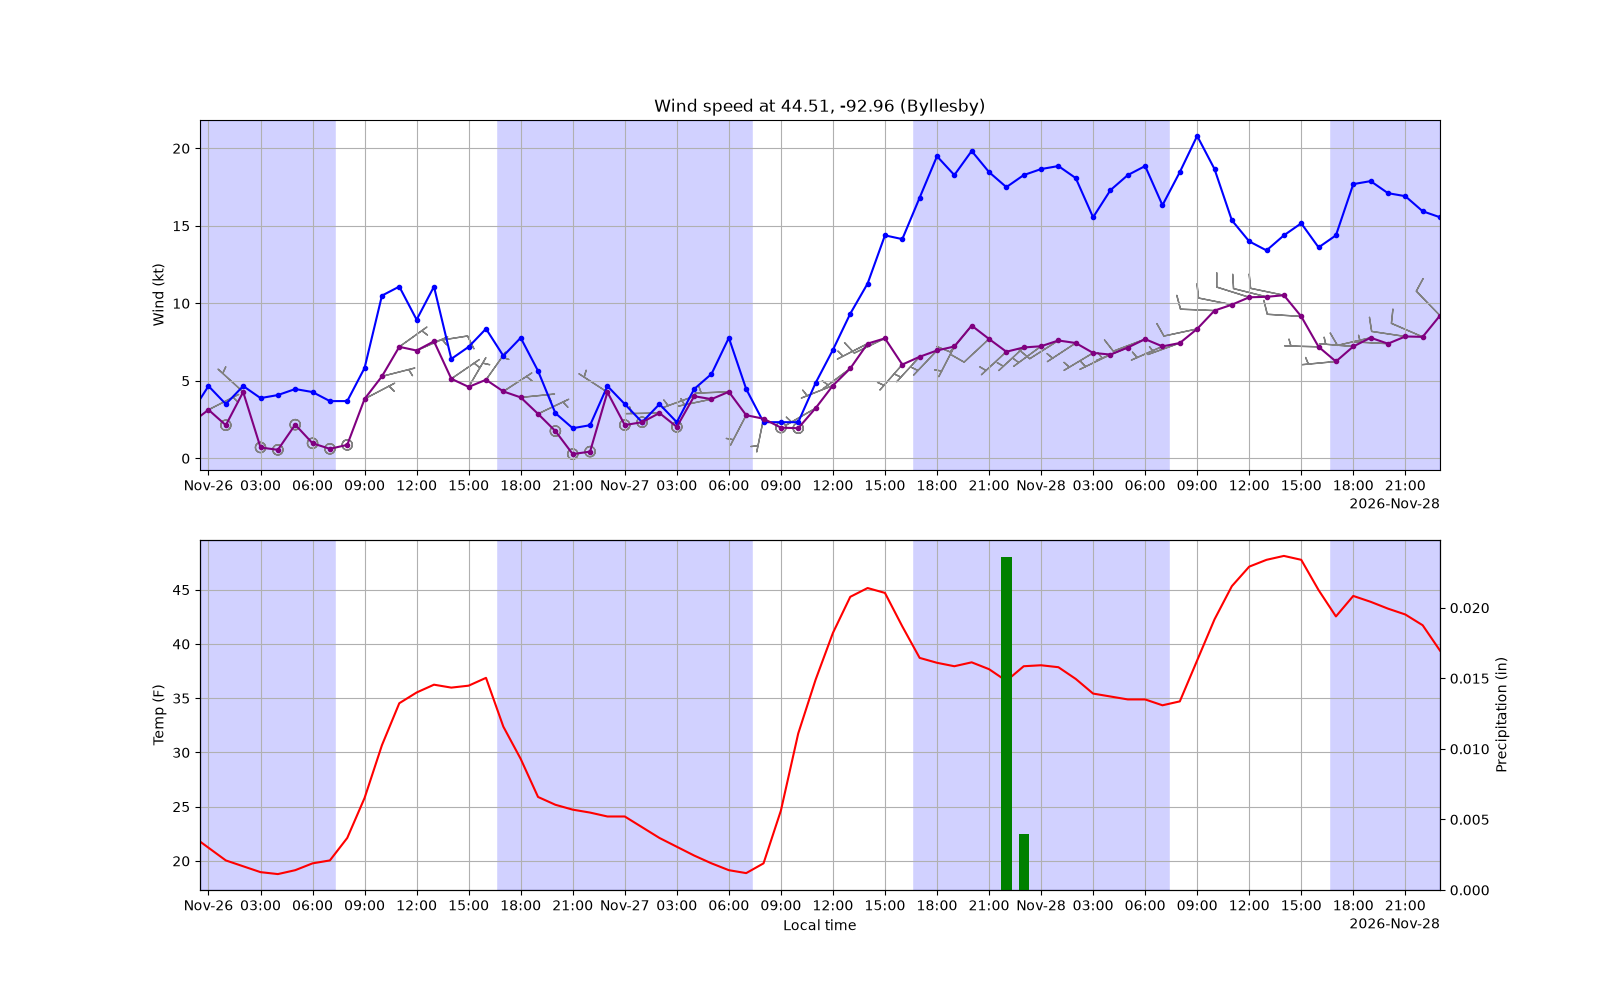 Wind speed at 44.51, -92.96 (Byllesby)
20
15
10
5
0
Wind (kt)
Nov-26 03:00 06:00 09:00 12:00 15:00 18:00 21:00 Nov-27 03:00 06:00 09:00 12:00 15:00 18:00 21:00 Nov-28 03:00 06:00 09:00 12:00 15:00 18:00 21:00
2026-Nov-28
45
40
35
30
25
20
Temp (F)
0.020
0.015
0.010
0.005
0.000
Precipitation (in)
Nov-26 03:00 06:00 09:00 12:00 15:00 18:00 21:00 Nov-27 03:00 06:00 09:00 12:00 15:00 18:00 21:00 Nov-28 03:00 06:00 09:00 12:00 15:00 18:00 21:00
Local time
2026-Nov-28